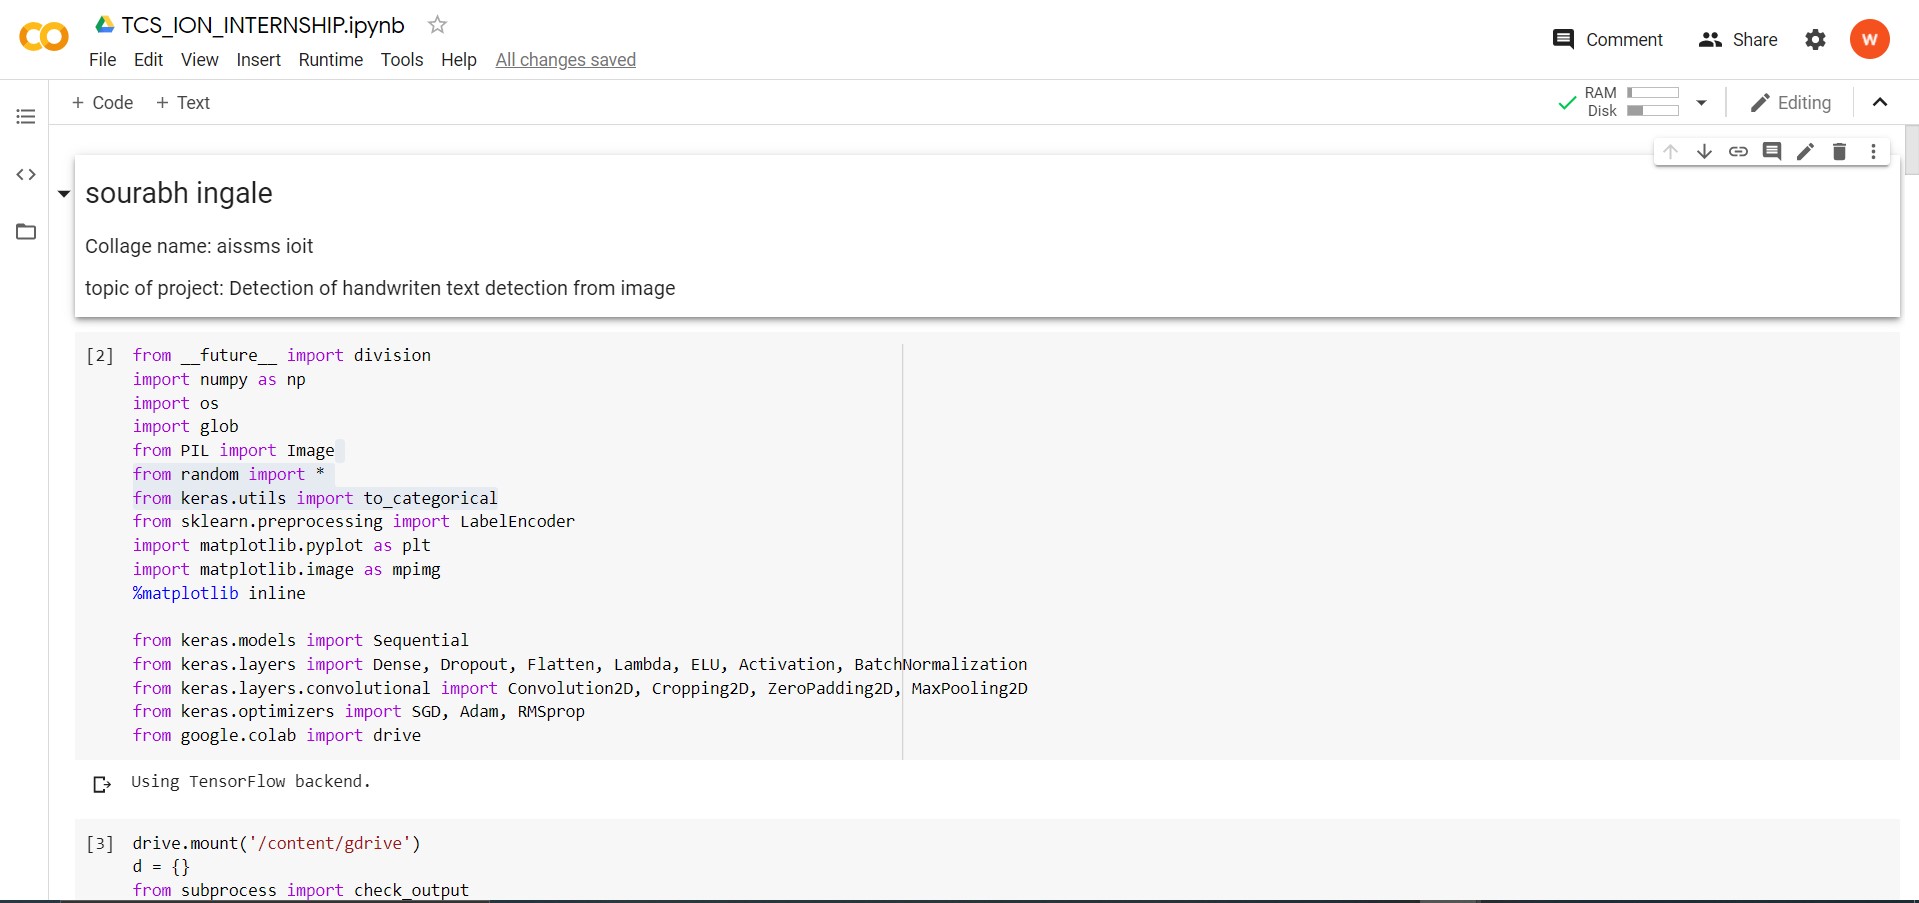 TCS_ION_INTERNSHIP.ipynb
File Edit View Insert Runtime Tools Help All changes saved
Comment Share W
+ Code + Text
RAM
Disk
Editing
sourabh ingale
Collage name: aissms ioit
topic of project: Detection of handwriten text detection from image
[2] from __future__ import division
import numpy as np
import os
import glob
from PIL import Image
from random import *
from keras.utils import to_categorical
from sklearn.preprocessing import LabelEncoder
import matplotlib.pyplot as plt
import matplotlib.image as mpimg
%matplotlib inline
from keras.models import Sequential
from keras.layers import Dense, Dropout, Flatten, Lambda, ELU, Activation, BatchNormalization
from keras.layers.convolutional import Convolution2D, Cropping2D, ZeroPadding2D, MaxPooling2D
from keras.optimizers import SGD, Adam, RMSprop
from google.colab import drive
Using TensorFlow backend.
[3] drive.mount('/content/gdrive')
d = {}
from subprocess import check_output